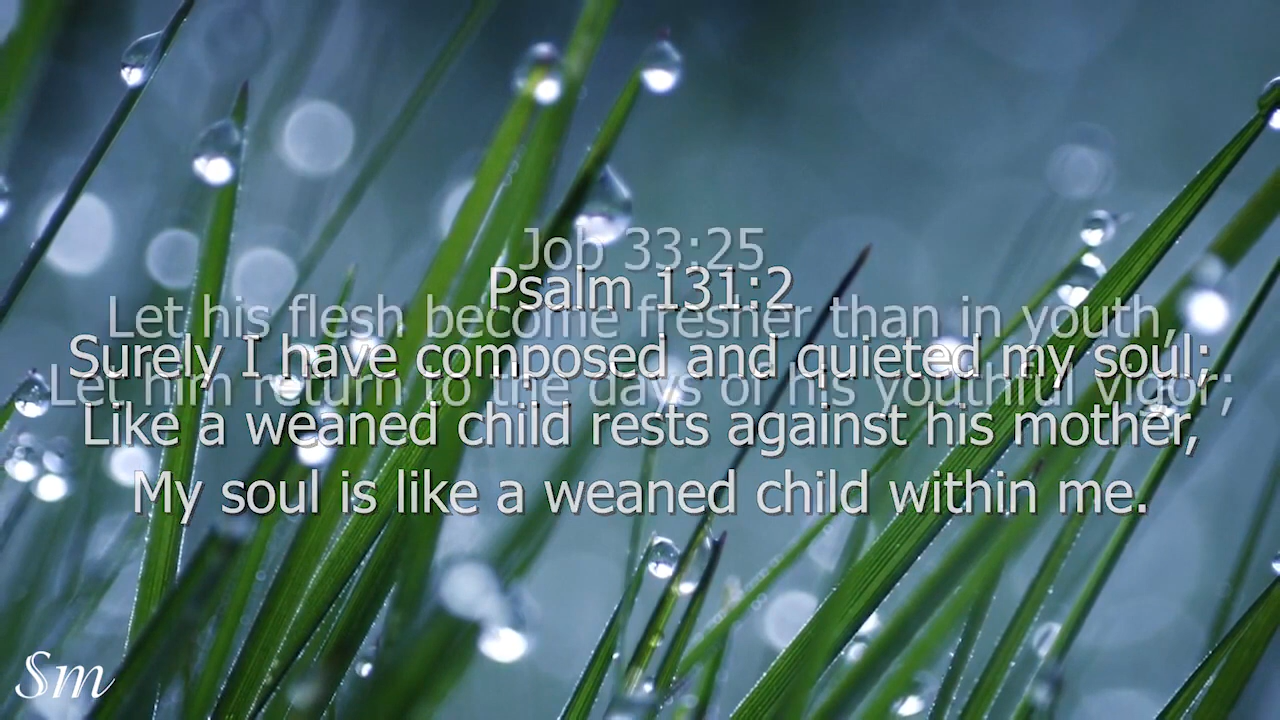 Job 33:25
Let his flesh become fresher than in youth,
Let him return to the days of his youthful vigor;
Psalm 131:2
Surely I have composed and quieted my soul;
Like a weaned child rests against his mother,
My soul is like a weaned child within me.
Sm